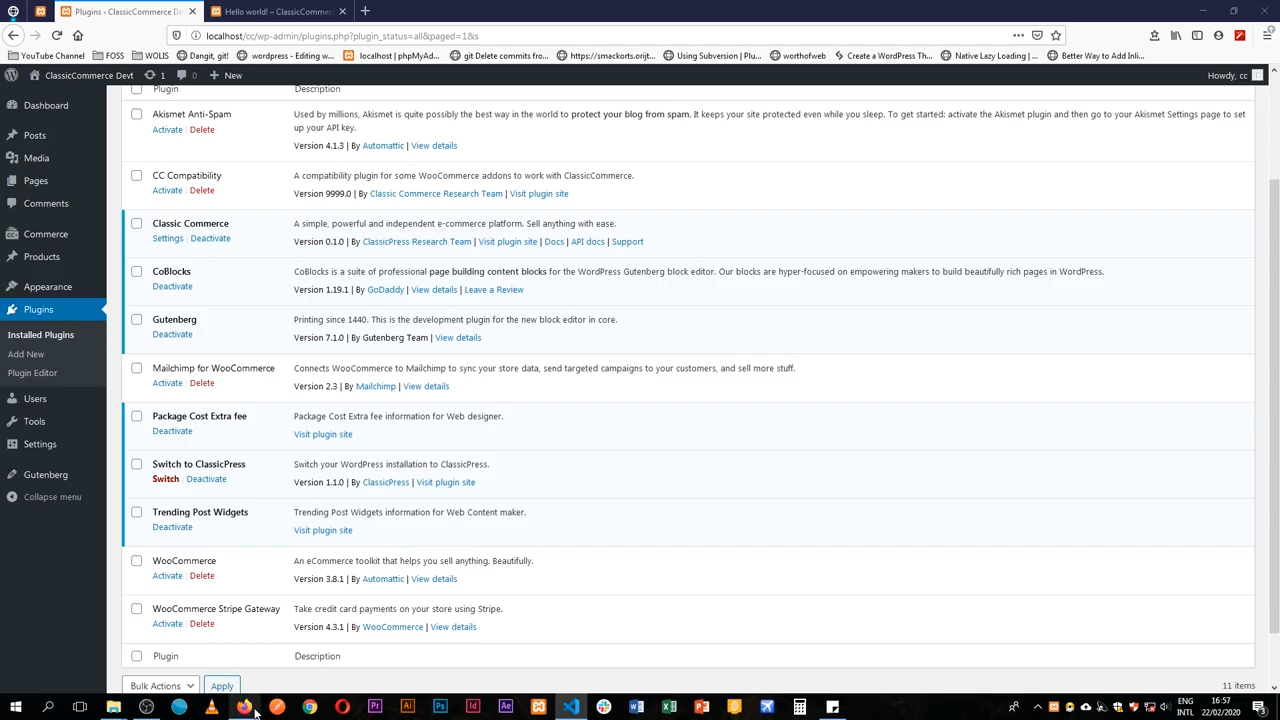 Plugins ‹ ClassicCommerce De
Hello world! – ClassicCommerc
localhost/cc/wp-admin/plugins.php?plugin_status=all&paged=1&s
YouTube Channel
FOSS
WOLIS
Dangit, git!
wordpress - Editing w...
localhost | phpMyAd...
git Delete commits fro...
https://smackorts.orijt...
Using Subversion | Plu...
worthofweb
Create a WordPress Th...
Native Lazy Loading | ...
Better Way to Add Inli...
ClassicCommerce Devt
1
0
New
Howdy, cc
Dashboard
Posts
Media
Pages
Comments
Commerce
Products
Appearance
Plugins
Installed Plugins
Add New
Plugin Editor
Users
Tools
Settings
Gutenberg
Collapse menu
Plugin
Description
Akismet Anti-Spam
Used by millions, Akismet is quite possibly the best way in the world to protect your blog from spam. It keeps your site protected even while you sleep. To get started: activate the Akismet plugin and then go to your Akismet Settings page to set
up your API key.
Activate | Delete
Version 4.1.3 | By Automattic | View details
CC Compatibility
A compatibility plugin for some WooCommerce addons to work with ClassicCommerce.
Activate | Delete
Version 9999.0 | By Classic Commerce Research Team | Visit plugin site
Classic Commerce
A simple, powerful and independent e-commerce platform. Sell anything with ease.
Settings | Deactivate
Version 0.1.0 | By ClassicPress Research Team | Visit plugin site | Docs | API docs | Support
CoBlocks
CoBlocks is a suite of professional page building content blocks for the WordPress Gutenberg block editor. Our blocks are hyper-focused on empowering makers to build beautifully rich pages in WordPress.
Deactivate
Version 1.19.1 | By GoDaddy | View details | Leave a Review
Gutenberg
Printing since 1440. This is the development plugin for the new block editor in core.
Deactivate
Version 7.1.0 | By Gutenberg Team | View details
Mailchimp for WooCommerce
Connects WooCommerce to Mailchimp to sync your store data, send targeted campaigns to your customers, and sell more stuff.
Activate | Delete
Version 2.3 | By Mailchimp | View details
Package Cost Extra fee
Package Cost Extra fee information for Web designer.
Deactivate
Visit plugin site
Switch to ClassicPress
Switch your WordPress installation to ClassicPress.
Switch | Deactivate
Version 1.1.0 | By ClassicPress | Visit plugin site
Trending Post Widgets
Trending Post Widgets information for Web Content maker.
Deactivate
Visit plugin site
WooCommerce
An eCommerce toolkit that helps you sell anything. Beautifully.
Activate | Delete
Version 3.8.1 | By Automattic | View details
WooCommerce Stripe Gateway
Take credit card payments on your store using Stripe.
Activate | Delete
Version 4.3.1 | By WooCommerce | View details
Plugin
Description
Bulk Actions
Apply
11 items
Pr
Ai
Ps
Id
Ae
ENG
INTL
16:57
22/02/2020
3